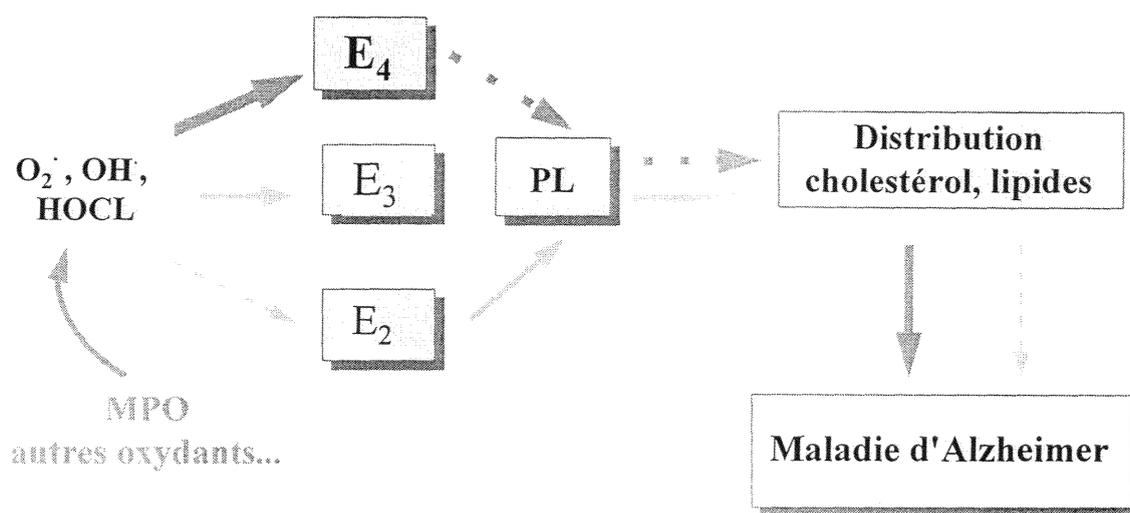 E₄
O₂˙, OH˙,
HOCL
E₃
E₂
PL
Distribution
cholestérol, lipides
MPO
autres oxydants...
Maladie d'Alzheimer